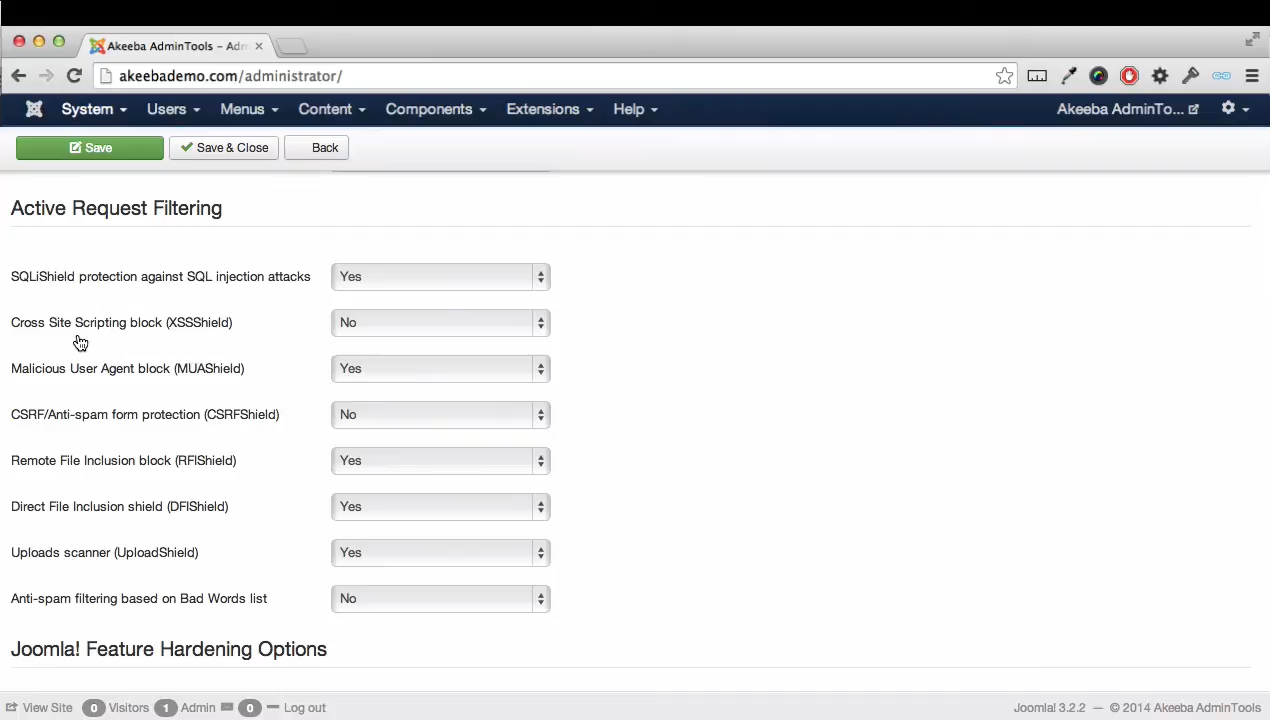 Akeeba AdminTools - Adm
akeebademo.com/administrator/
System Users Menus Content Components Extensions Help Akeeba AdminTo...
Save Save & Close Back
Active Request Filtering
SQLiShield protection against SQL injection attacks Yes
Cross Site Scripting block (XSSShield) No
Malicious User Agent block (MUAShield) Yes
CSRF/Anti-spam form protection (CSRFShield) No
Remote File Inclusion block (RFIShield) Yes
Direct File Inclusion shield (DFIShield) Yes
Uploads scanner (UploadShield) Yes
Anti-spam filtering based on Bad Words list No
Joomla! Feature Hardening Options
View Site 0 Visitors 1 Admin 0 Log out Joomla! 3.2.2 — © 2014 Akeeba AdminTools